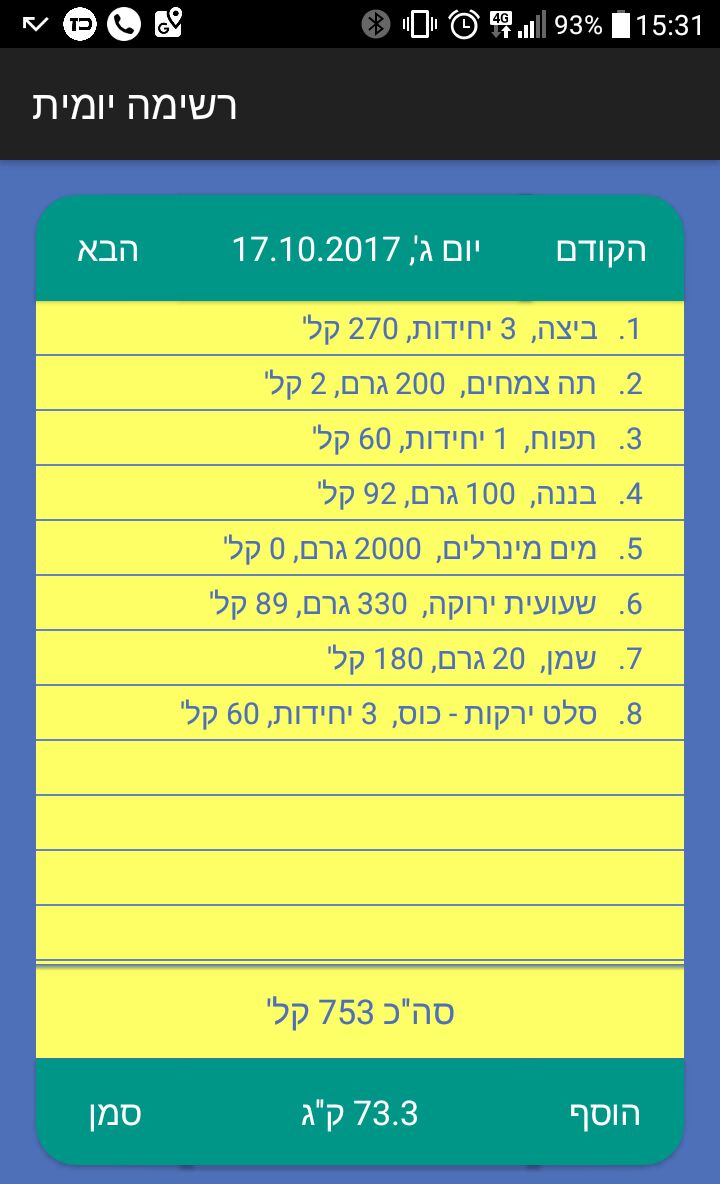 93% 15:31
4G
רשימה יומית
הקודם יום ג', 17.10.2017 הבא
1. ביצה, 3 יחידות, 270 קל'
2. תה צמחים, 200 גרם, 2 קל'
3. תפוח, 1 יחידות, 60 קל'
4. בננה, 100 גרם, 92 קל'
5. מים מינרלים, 2000 גרם, 0 קל'
6. שעועית ירוקה, 330 גרם, 89 קל'
7. שמן, 20 גרם, 180 קל'
8. סלט ירקות - כוס, 3 יחידות, 60 קל'
סה"כ 753 קל'
הוסף 73.3 ק"ג סמן